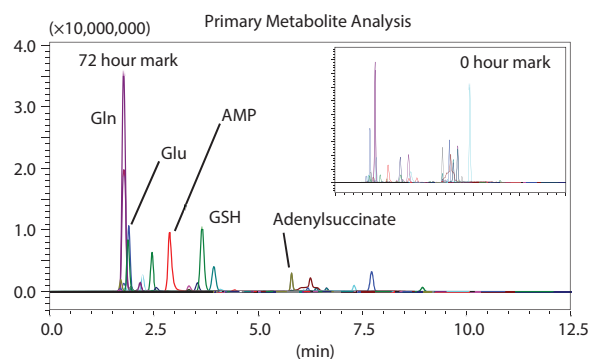 Primary Metabolite Analysis
(×10,000,000)
4.0
3.0
2.0
1.0
0.0
72 hour mark
0 hour mark
Gln
Glu
AMP
GSH
Adenylsuccinate
0.0
2.5
5.0
7.5
10.0
12.5
(min)